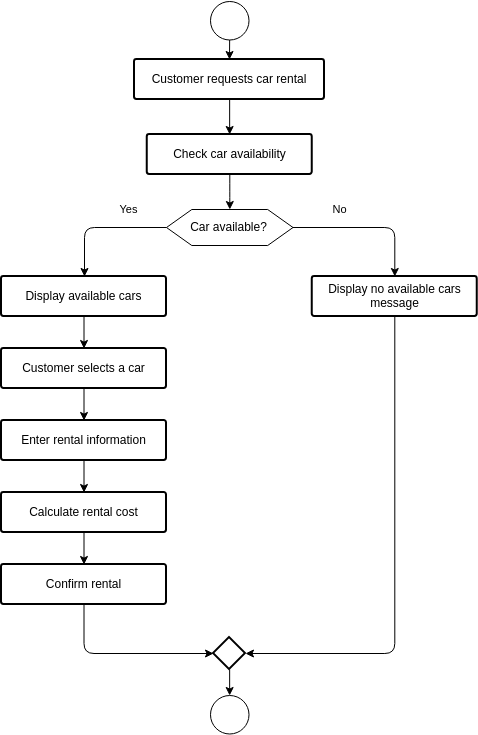 Customer requests car rental
Check car availability
Yes
No
Car available?
Display available cars
Display no available cars
message
Customer selects a car
Enter rental information
Calculate rental cost
Confirm rental